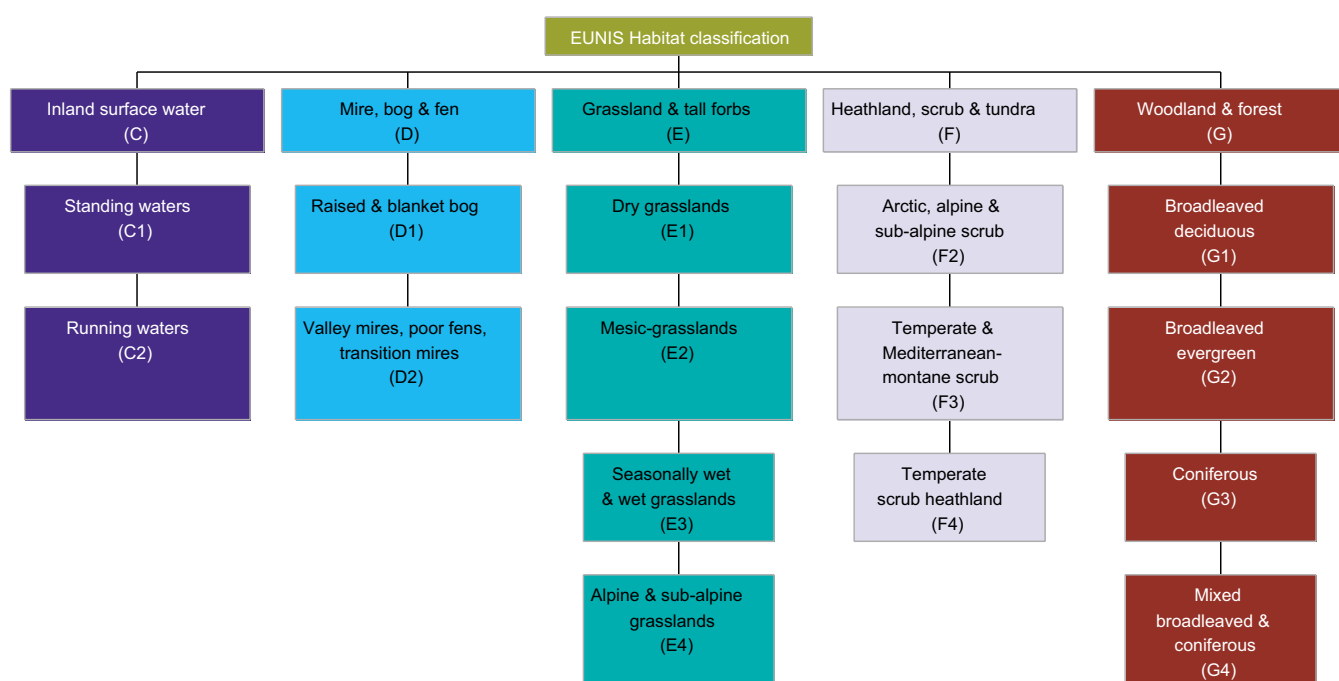 EUNIS Habitat classification
Inland surface water
(C)
Mire, bog & fen
(D)
Grassland & tall forbs
(E)
Heathland, scrub & tundra
(F)
Woodland & forest
(G)
Standing waters
(C1)
Raised & blanket bog
(D1)
Dry grasslands
(E1)
Arctic, alpine &
sub-alpine scrub
(F2)
Broadleaved
deciduous
(G1)
Running waters
(C2)
Valley mires, poor fens,
transition mires
(D2)
Mesic-grasslands
(E2)
Temperate &
Mediterranean-
montane scrub
(F3)
Broadleaved
evergreen
(G2)
Seasonally wet
& wet grasslands
(E3)
Temperate
scrub heathland
(F4)
Coniferous
(G3)
Alpine & sub-alpine
grasslands
(E4)
Mixed
broadleaved &
coniferous
(G4)